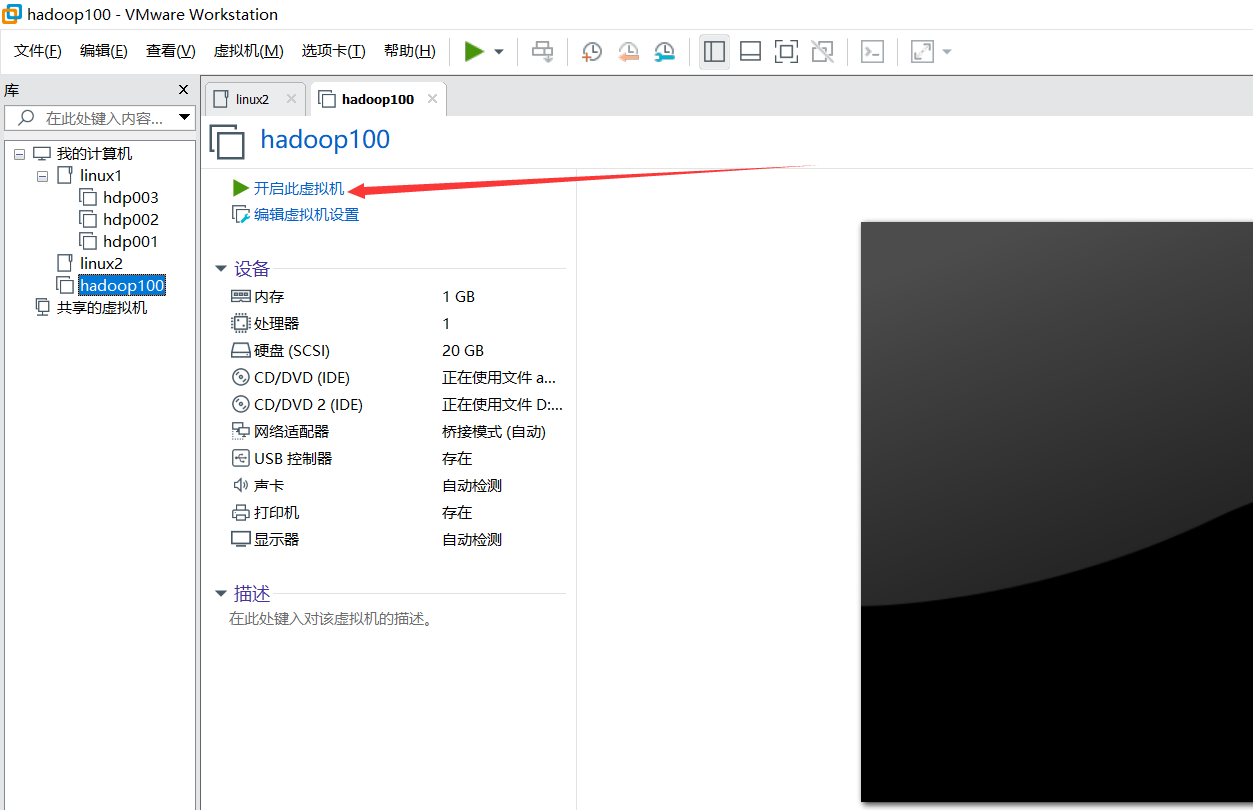 hadoop100 - VMware Workstation
文件(F) 编辑(E) 查看(V) 虚拟机(M) 选项卡(T) 帮助(H)
库
在此处键入内容...
我的计算机
linux1
hdp003
hdp002
hdp001
linux2
hadoop100
共享的虚拟机
linux2 hadoop100
hadoop100
开启此虚拟机
编辑虚拟机设置
设备
内存 1 GB
处理器 1
硬盘 (SCSI) 20 GB
CD/DVD (IDE) 正在使用文件 a...
CD/DVD 2 (IDE) 正在使用文件 D:...
网络适配器 桥接模式 (自动)
USB 控制器 存在
声卡 自动检测
打印机 存在
显示器 自动检测
描述
在此处键入对该虚拟机的描述。